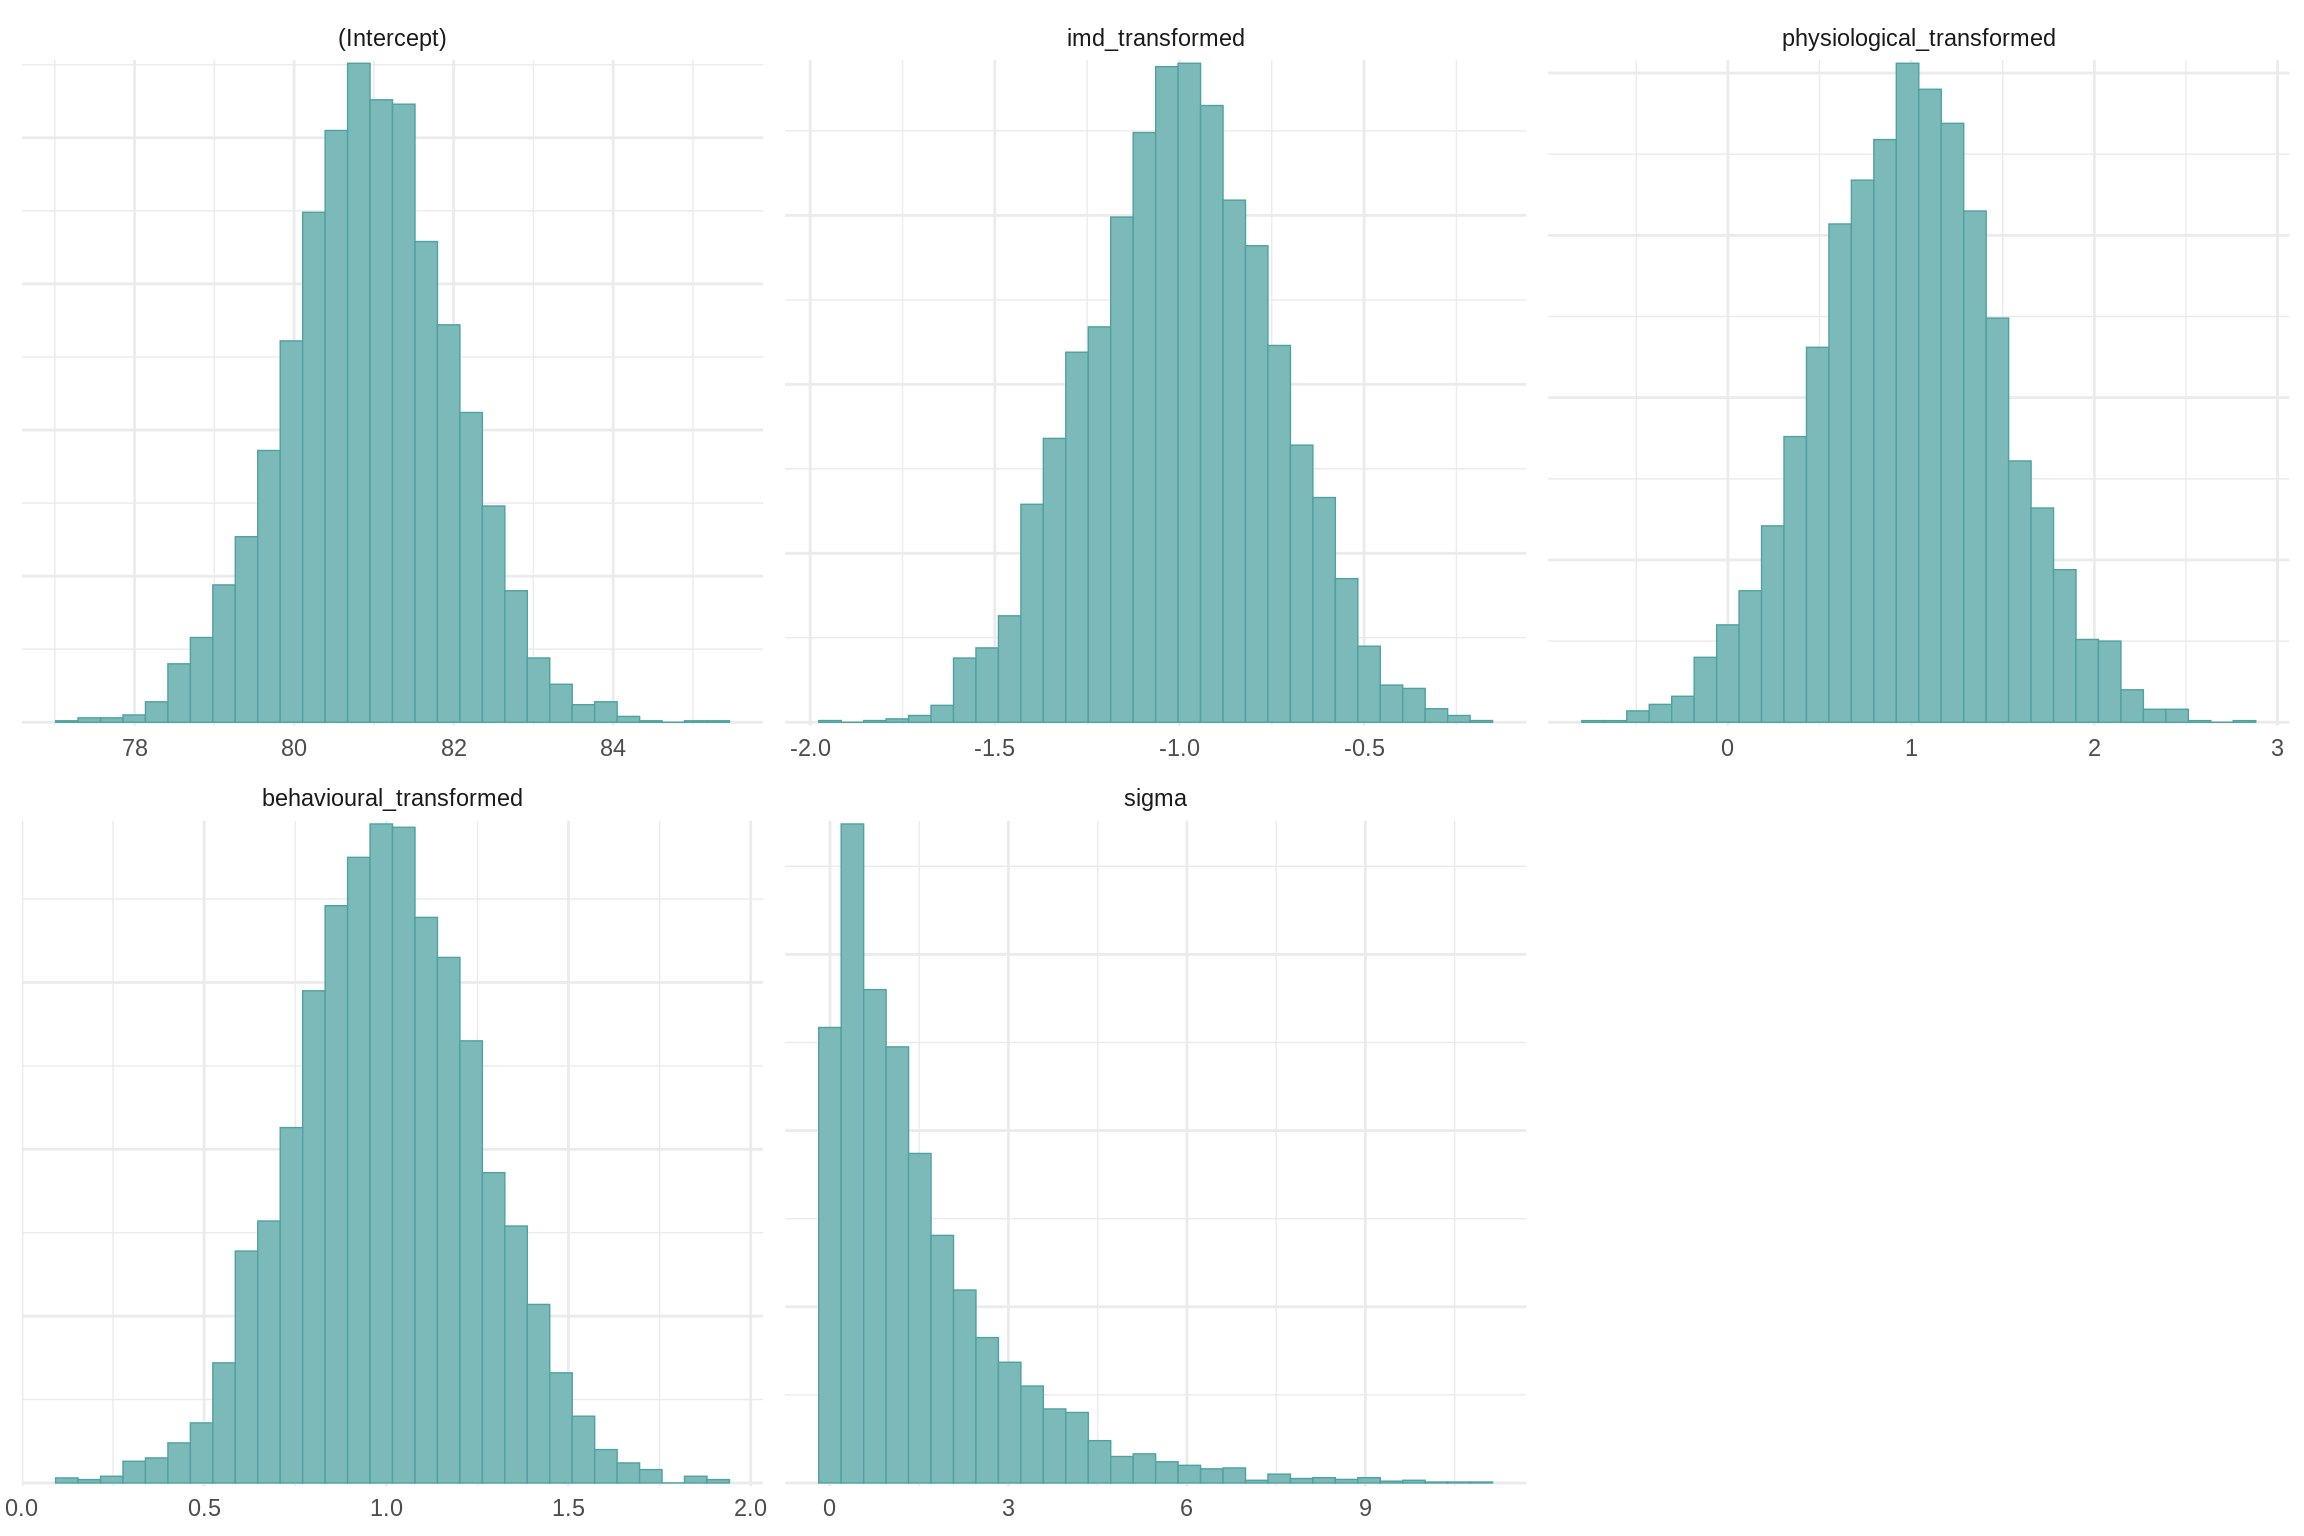 (Intercept)
imd_transformed
physiological_transformed
78 80 82 84
-2.0 -1.5 -1.0 -0.5
0 1 2 3
behavioural_transformed
sigma
0.0 0.5 1.0 1.5 2.0
0 3 6 9